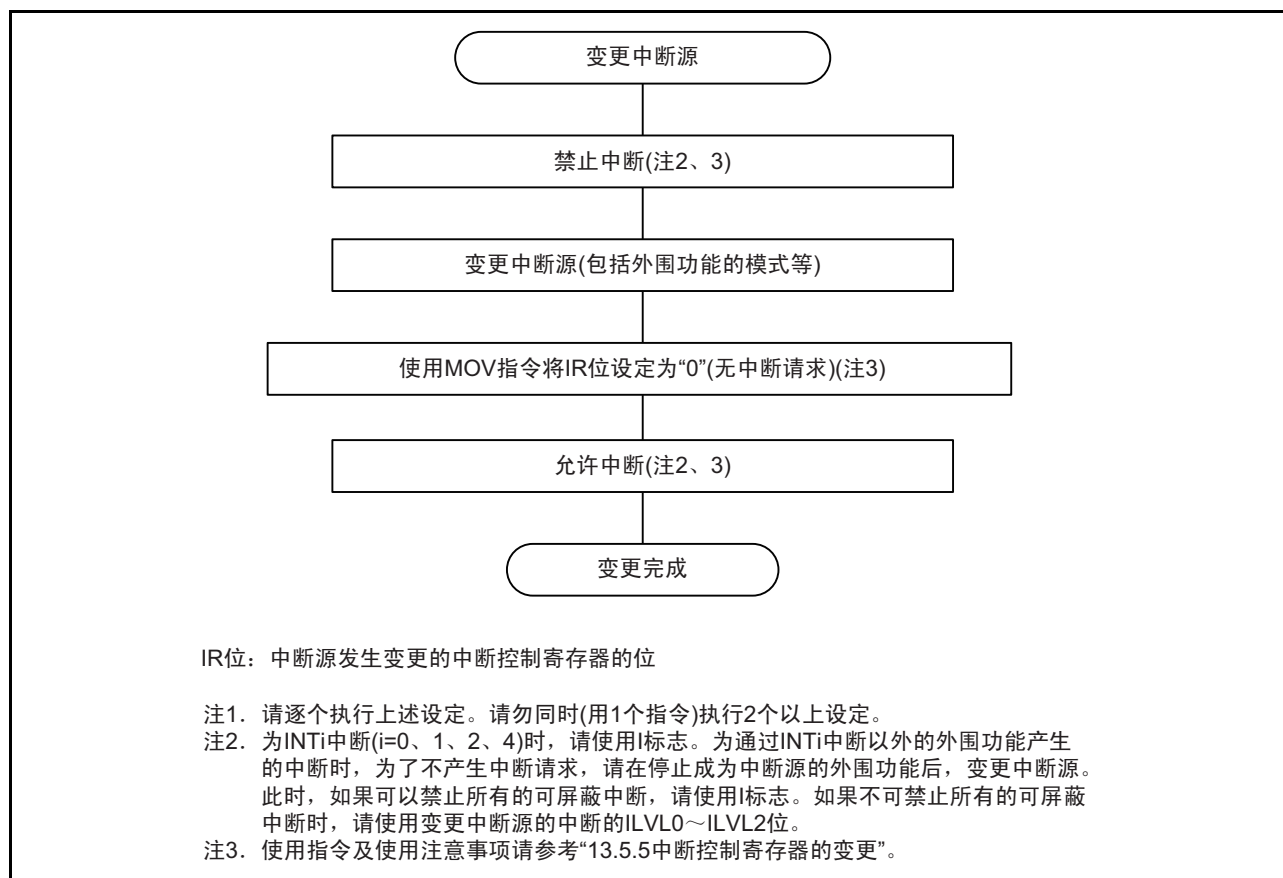 变更中断源
禁止中断(注2、3)
变更中断源(包括外围功能的模式等)
使用MOV指令将IR位设定为“0”(无中断请求)(注3)
允许中断(注2、3)
变更完成
IR位：中断源发生变更的中断控制寄存器的位
注1．请逐个执行上述设定。请勿同时(用1个指令)执行2个以上设定。
注2．为INTi中断(i=0、1、2、4)时，请使用I标志。为通过INTi中断以外的外围功能产生
的中断时，为了不产生中断请求，请在停止成为中断源的外围功能后，变更中断源。
此时，如果可以禁止所有的可屏蔽中断，请使用I标志。如果不可禁止所有的可屏蔽
中断时，请使用变更中断源的中断的ILVL0～ILVL2位。
注3．使用指令及使用注意事项请参考“13.5.5中断控制寄存器的变更”。